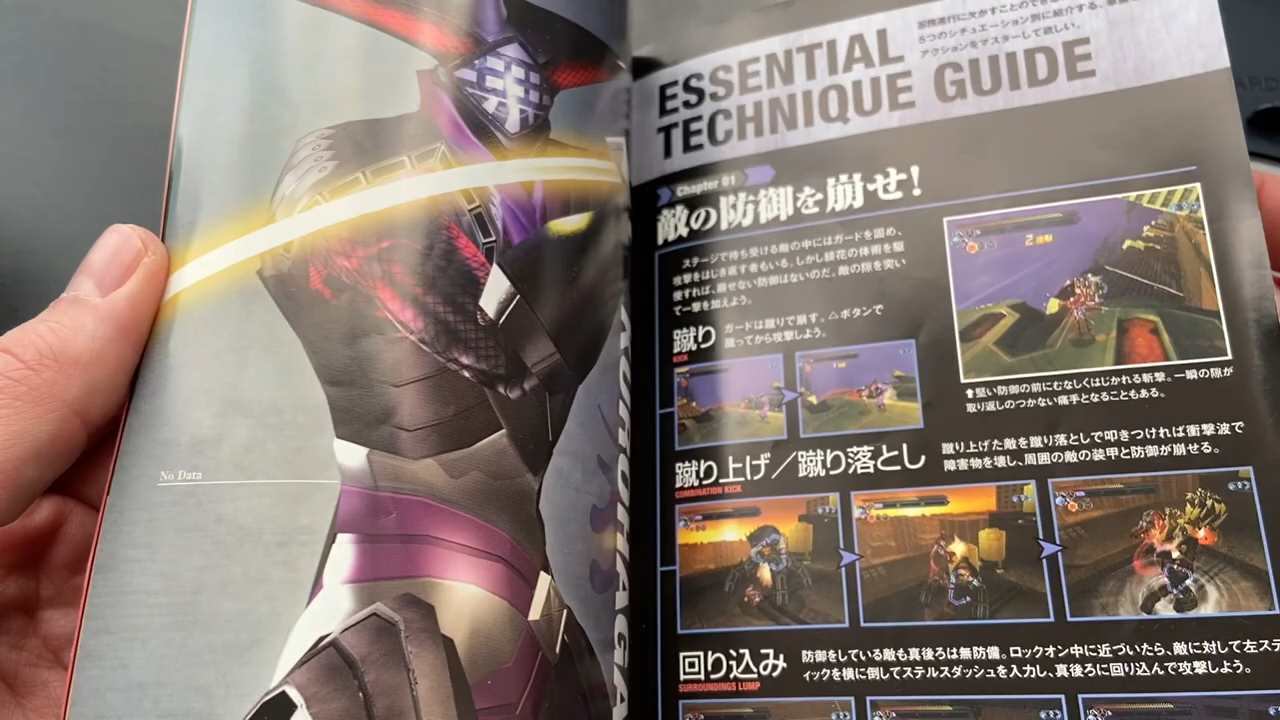 No Data
5つのシチュエーション別に紹介する。
アクションをマスターして欲しい。
ESSENTIAL
TECHNIQUE GUIDE
Chapter 01
敵の防御を崩せ!
ステージで待ち受ける敵の中にはガードを固め、
攻撃をはじき返す者もいる。しかし緋花の体術を駆
使すれば、崩せない防御はないのだ。敵の隙を突い
て一撃を加えよう。
蹴り
KICK
ガードは蹴りで崩す。△ボタンで
蹴ってから攻撃しよう。
⬆堅い防御の前にむなしくはじかれる斬撃。一瞬の隙が
取り返しのつかない痛手となることもある。
蹴り上げ/蹴り落とし
COMBINATION KICK
蹴り上げた敵を蹴り落としで叩きつければ衝撃波で
障害物を壊し、周囲の敵の装甲と防御が崩せる。
回り込み
SURROUNDINGS LUMP
防御をしている敵も真後ろは無防備。ロックオン中に近づいたら、敵に対して左ステ
ィックを横に倒してステルスダッシュを入力し、真後ろに回り込んで攻撃しよう。